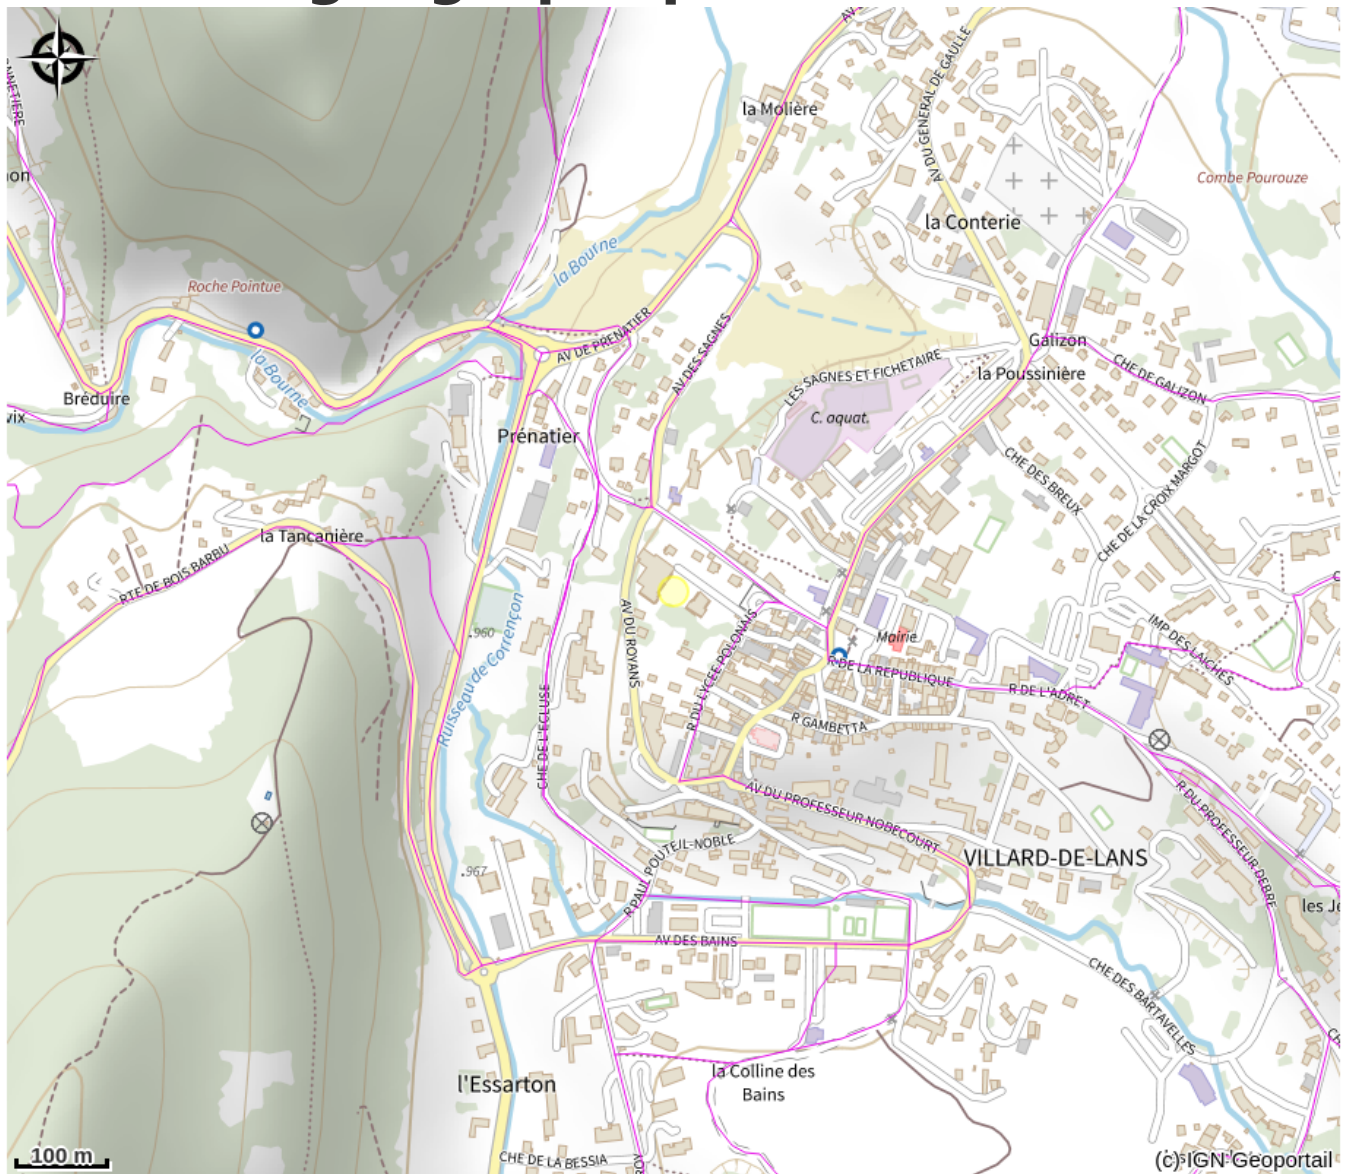 la Molière
AV DU GENERAL DE GAULLE
Combe Pourouze
la Conterie
la Bourne
Roche Pointue
AV DE PRENATIER
AV DES SAGNES
Galizon
LES SAGNES ET FICHETAIRE
la Poussinière
CHE DE GALIZON
la Bourne
Bréduire
C. aquat.
Prénatier
CHE DES BREUX
CHE DE LA CROIX MARGOT
la Tancanière
RTE DE BOIS BARBU
.960
Ruisseau de Corrençon
AV DU ROYANS
R DU LYCEE POLONAIS
Mairie
IMP DES LAICHES
R DE LA REPUBLIQUE
R DE L'ADRET
CHE DE L'ECLUSE
R GAMBETTA
AV DU PROFESSEUR NOBECOURT
R DU PROFESSEUR DEBRE
R PAUL POUTEIL-NOBLE
VILLARD-DE-LANS
.967
les Je
AV DES BAINS
CHE DES BARTAVELLES
l'Essarton
la Colline des
Bains
100 m
CHE DE LA BESSIA
(c) IGN Geoportail